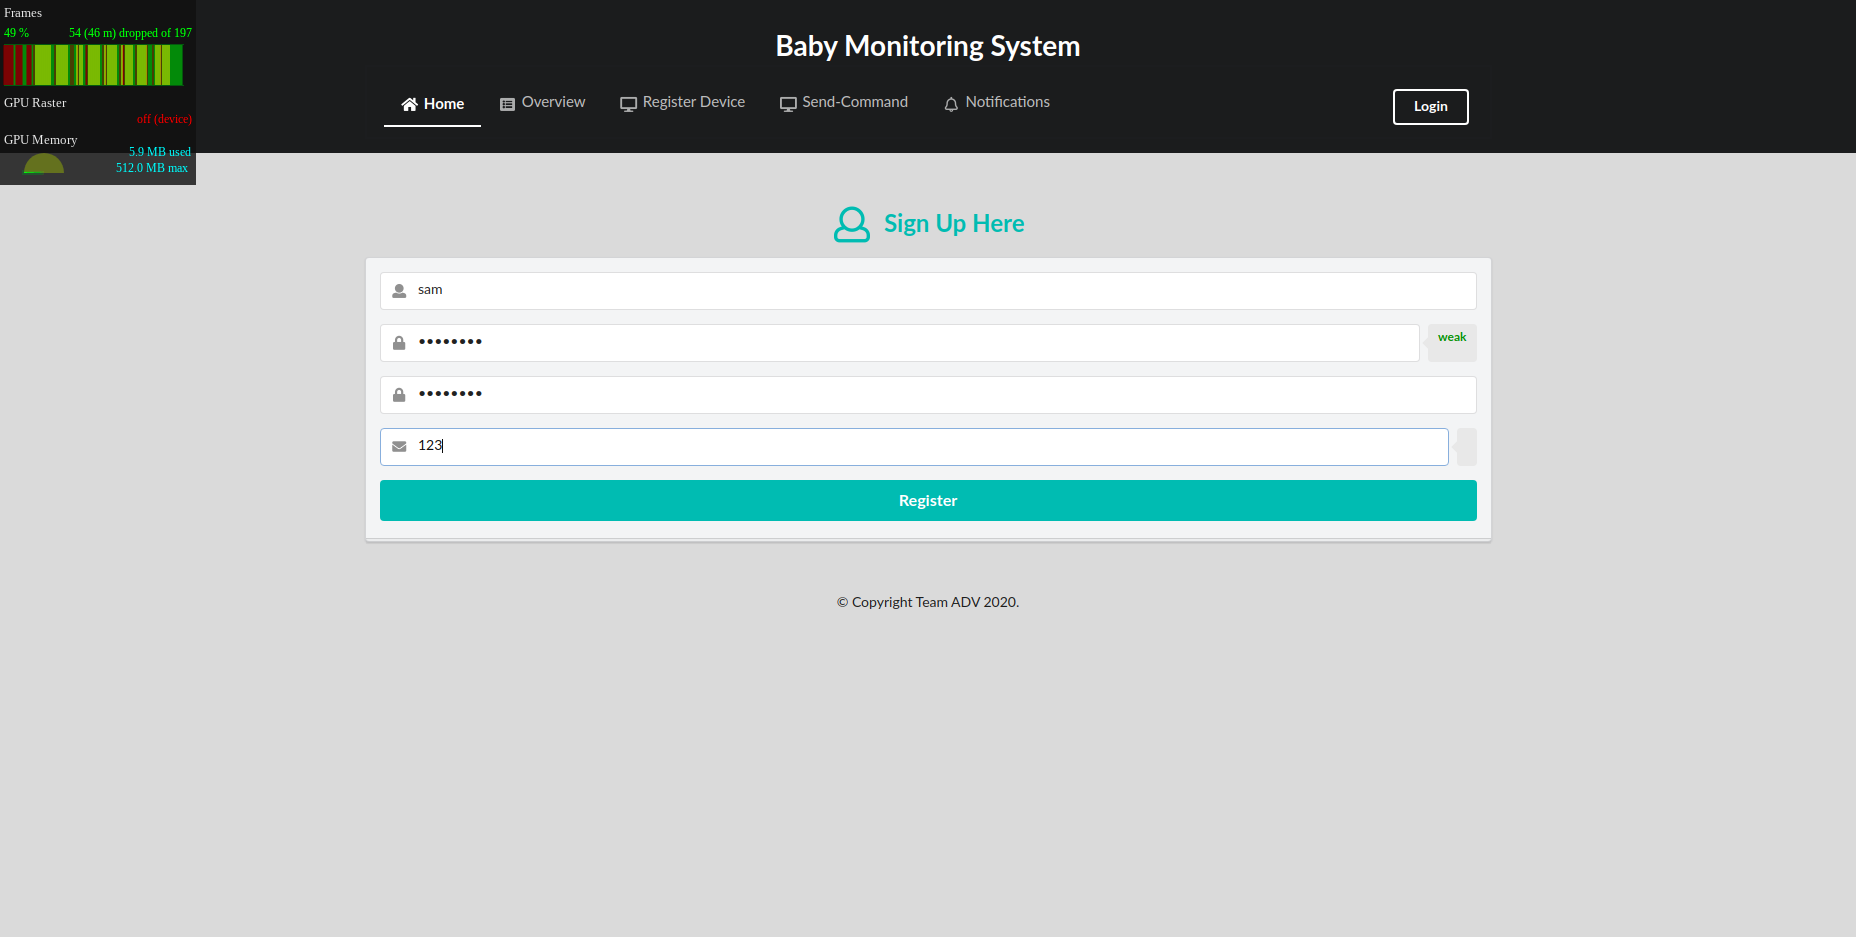 Frames
49 % 54 (46 m) dropped of 197
GPU Raster
off (device)
GPU Memory
5.9 MB used
512.0 MB max
Baby Monitoring System
Home Overview Register Device Send-Command Notifications Login
Sign Up Here
sam
•••••••• weak
••••••••
123
Register
© Copyright Team ADV 2020.